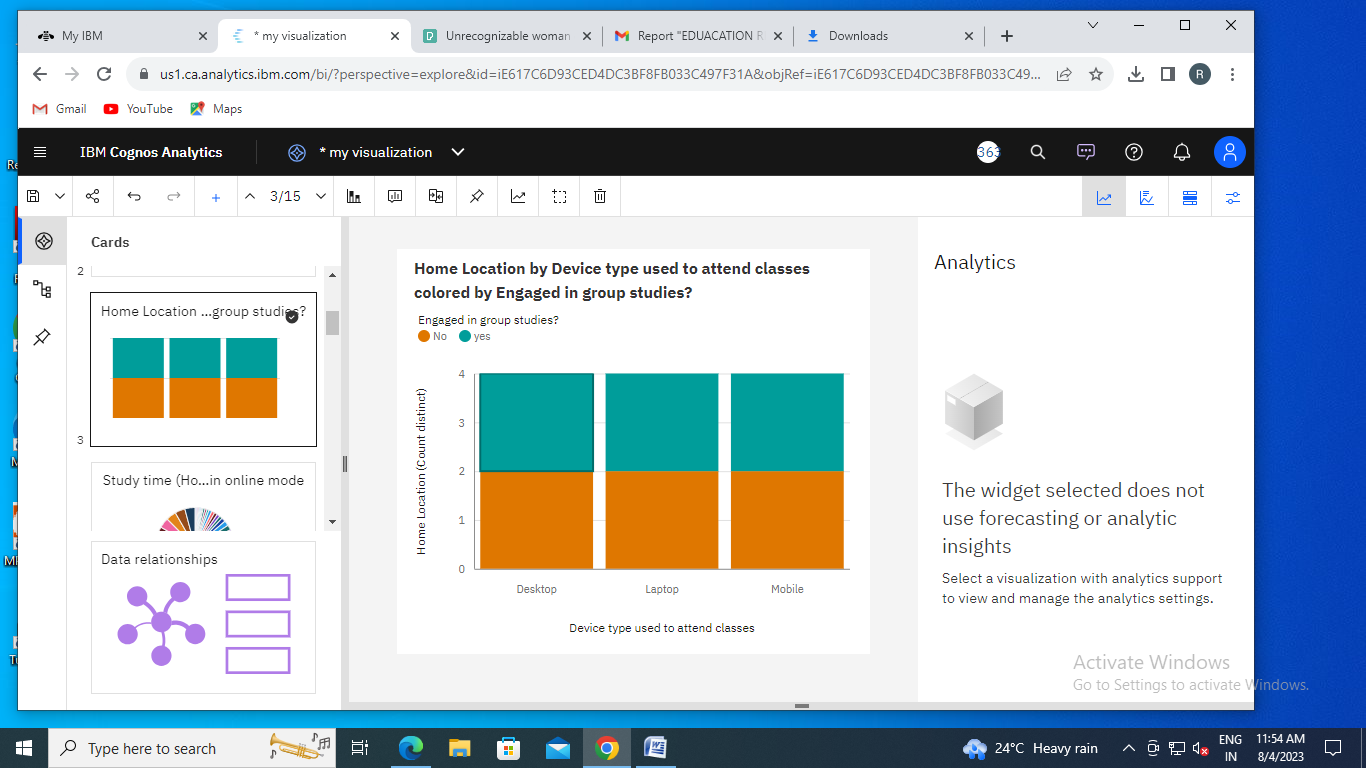 My IBM
* my visualization
Unrecognizable woman
Report "EDUACATION R
Downloads
us1.ca.analytics.ibm.com/bi/?perspective=explore&id=iE617C6D93CED4DC3BF8FB033C497F31A&objRef=iE617C6D93CED4DC3BF8FB033C49...
R
Gmail
YouTube
Maps
IBM Cognos Analytics
* my visualization
363
3/15
Cards
2
Home Location ...group studies?
3
Study time (Ho...in online mode
Data relationships
Home Location by Device type used to attend classes
colored by Engaged in group studies?
Engaged in group studies?
No
yes
Home Location (Count distinct)
4
3
2
1
0
Desktop
Laptop
Mobile
Device type used to attend classes
Analytics
The widget selected does not
use forecasting or analytic
insights
Select a visualization with analytics support
to view and manage the analytics settings.
Activate Windows
Go to Settings to activate Windows.
Type here to search
24°C Heavy rain
ENG
IN
11:54 AM
8/4/2023